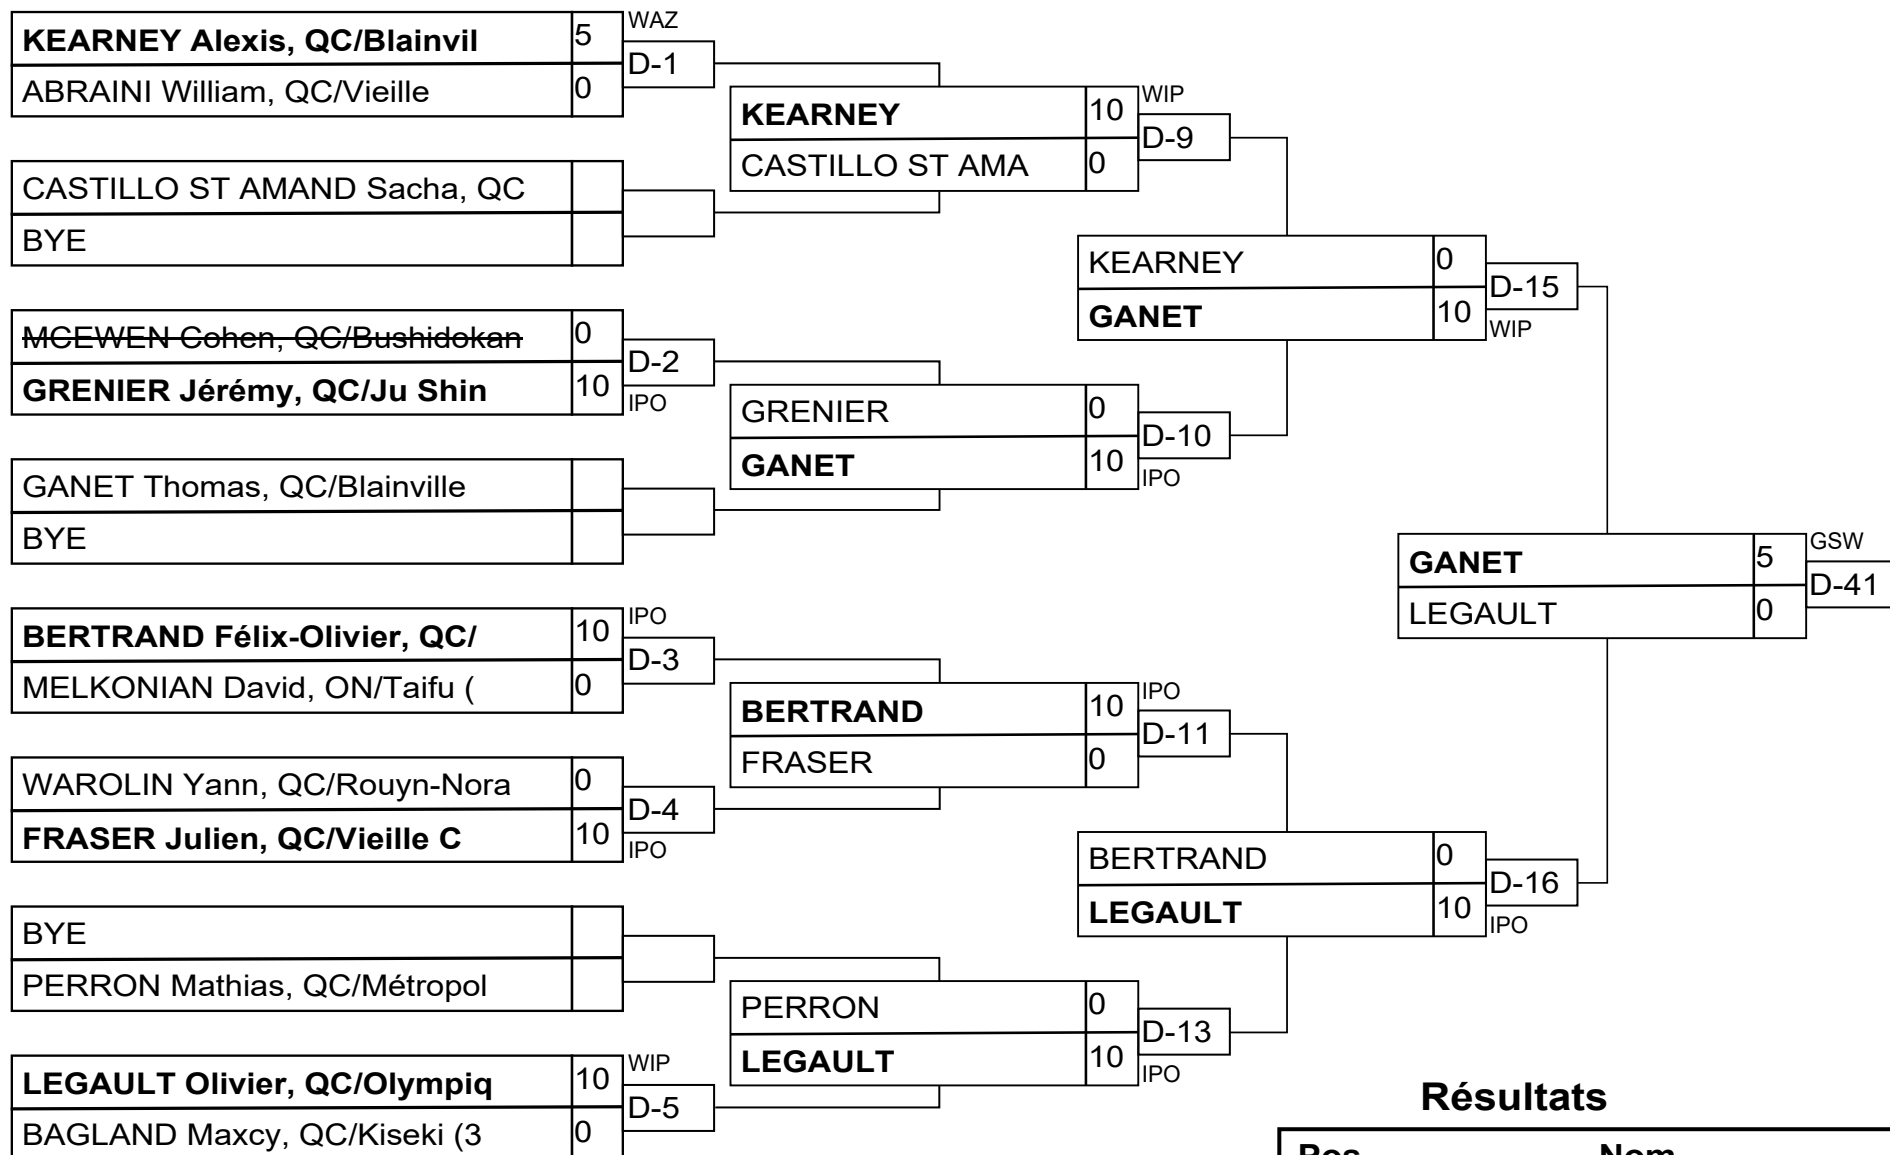 KEARNEY Alexis, QC/Blainvil 5 WAZ
D-1
ABRAINI William, QC/Vieille 0
CASTILLO ST AMAND Sacha, QC
BYE
MCEWEN Cohen, QC/Bushidokan 0
D-2
GRENIER Jérémy, QC/Ju Shin 10 IPO
GANET Thomas, QC/Blainville
BYE
BERTRAND Félix-Olivier, QC/ 10 IPO
D-3
MELKONIAN David, ON/Taifu ( 0
WAROLIN Yann, QC/Rouyn-Nora 0
D-4
FRASER Julien, QC/Vieille C 10 IPO
BYE
PERRON Mathias, QC/Métropol
LEGAULT Olivier, QC/Olympiq 10 WIP
D-5
BAGLAND Maxcy, QC/Kiseki (3 0
KEARNEY 10 WIP
D-9
CASTILLO ST AMA 0
GRENIER 0
D-10
GANET 10 IPO
BERTRAND 10 IPO
D-11
FRASER 0
PERRON 0
D-13
LEGAULT 10 IPO
KEARNEY 0
D-15
GANET 10 WIP
BERTRAND 0
D-16
LEGAULT 10 IPO
GANET 5 GSW
D-41
LEGAULT 0
Résultats
Pos Nom